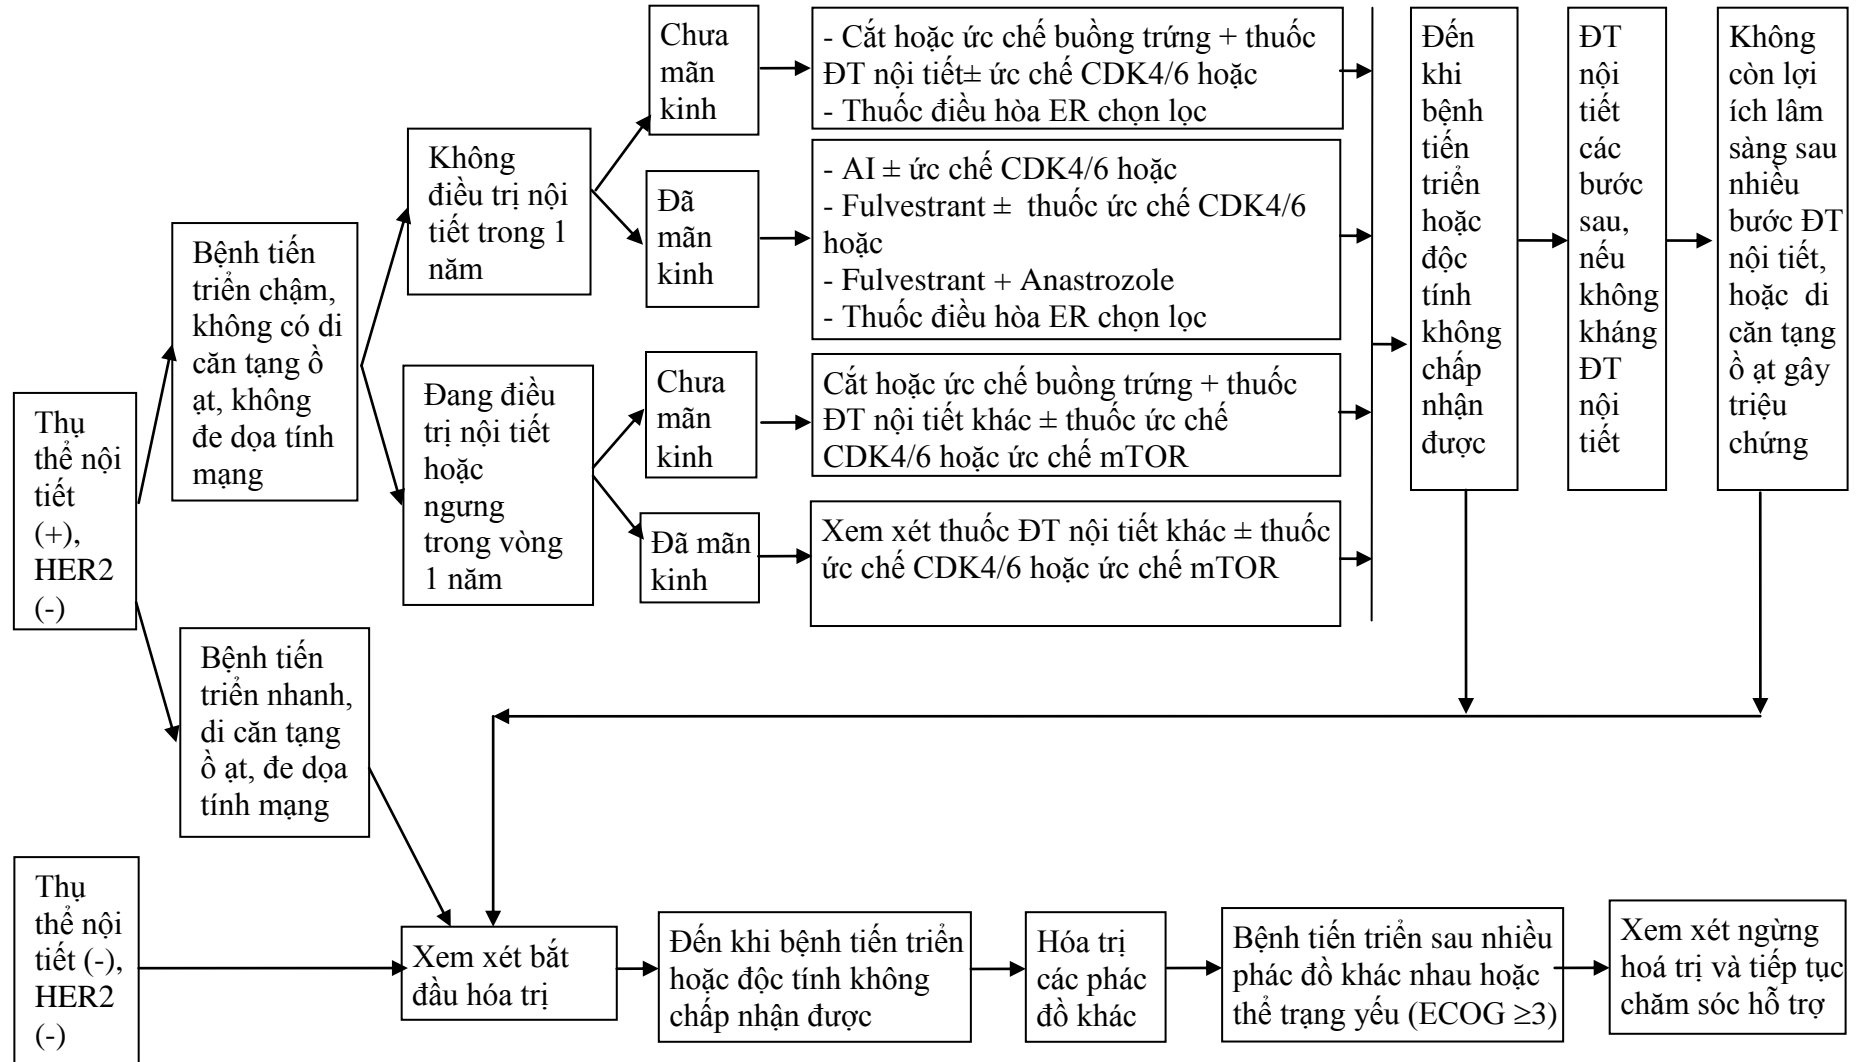 Thụ
thể nội
tiết
(+),
HER2
(-)
Bệnh tiến
triển chậm,
không có di
căn tạng ồ
ạt, không
đe dọa tính
mạng
Không
điều trị nội
tiết trong 1
năm
Chưa
mãn
kinh
- Cắt hoặc ức chế buồng trứng + thuốc
ĐT nội tiết± ức chế CDK4/6 hoặc
- Thuốc điều hòa ER chọn lọc
Đã
mãn
kinh
- AI ± ức chế CDK4/6 hoặc
- Fulvestrant ± thuốc ức chế CDK4/6
hoặc
- Fulvestrant + Anastrozole
- Thuốc điều hòa ER chọn lọc
Đang điều
trị nội tiết
hoặc
ngưng
trong vòng
1 năm
Chưa
mãn
kinh
Cắt hoặc ức chế buồng trứng + thuốc
ĐT nội tiết khác ± thuốc ức chế
CDK4/6 hoặc ức chế mTOR
Đã mãn
kinh
Xem xét thuốc ĐT nội tiết khác ± thuốc
ức chế CDK4/6 hoặc ức chế mTOR
Đến
khi
bệnh
tiến
triển
hoặc
độc
tính
không
chấp
nhận
được
ĐT
nội
tiết
các
bước
sau,
nếu
không
kháng
ĐT
nội
tiết
Không
còn lợi
ích lâm
sàng sau
nhiều
bước ĐT
nội tiết,
hoặc di
căn tạng
ồ ạt gây
triệu
chứng
Bệnh tiến
triển nhanh,
di căn tạng
ồ ạt, đe dọa
tính mạng
Thụ
thể nội
tiết (-),
HER2
(-)
Xem xét bắt
đầu hóa trị
Đến khi bệnh tiến triển
hoặc độc tính không
chấp nhận được
Hóa trị
các phác
đồ khác
Bệnh tiến triển sau nhiều
phác đồ khác nhau hoặc
thể trạng yếu (ECOG ≥3)
Xem xét ngừng
hoá trị và tiếp tục
chăm sóc hỗ trợ